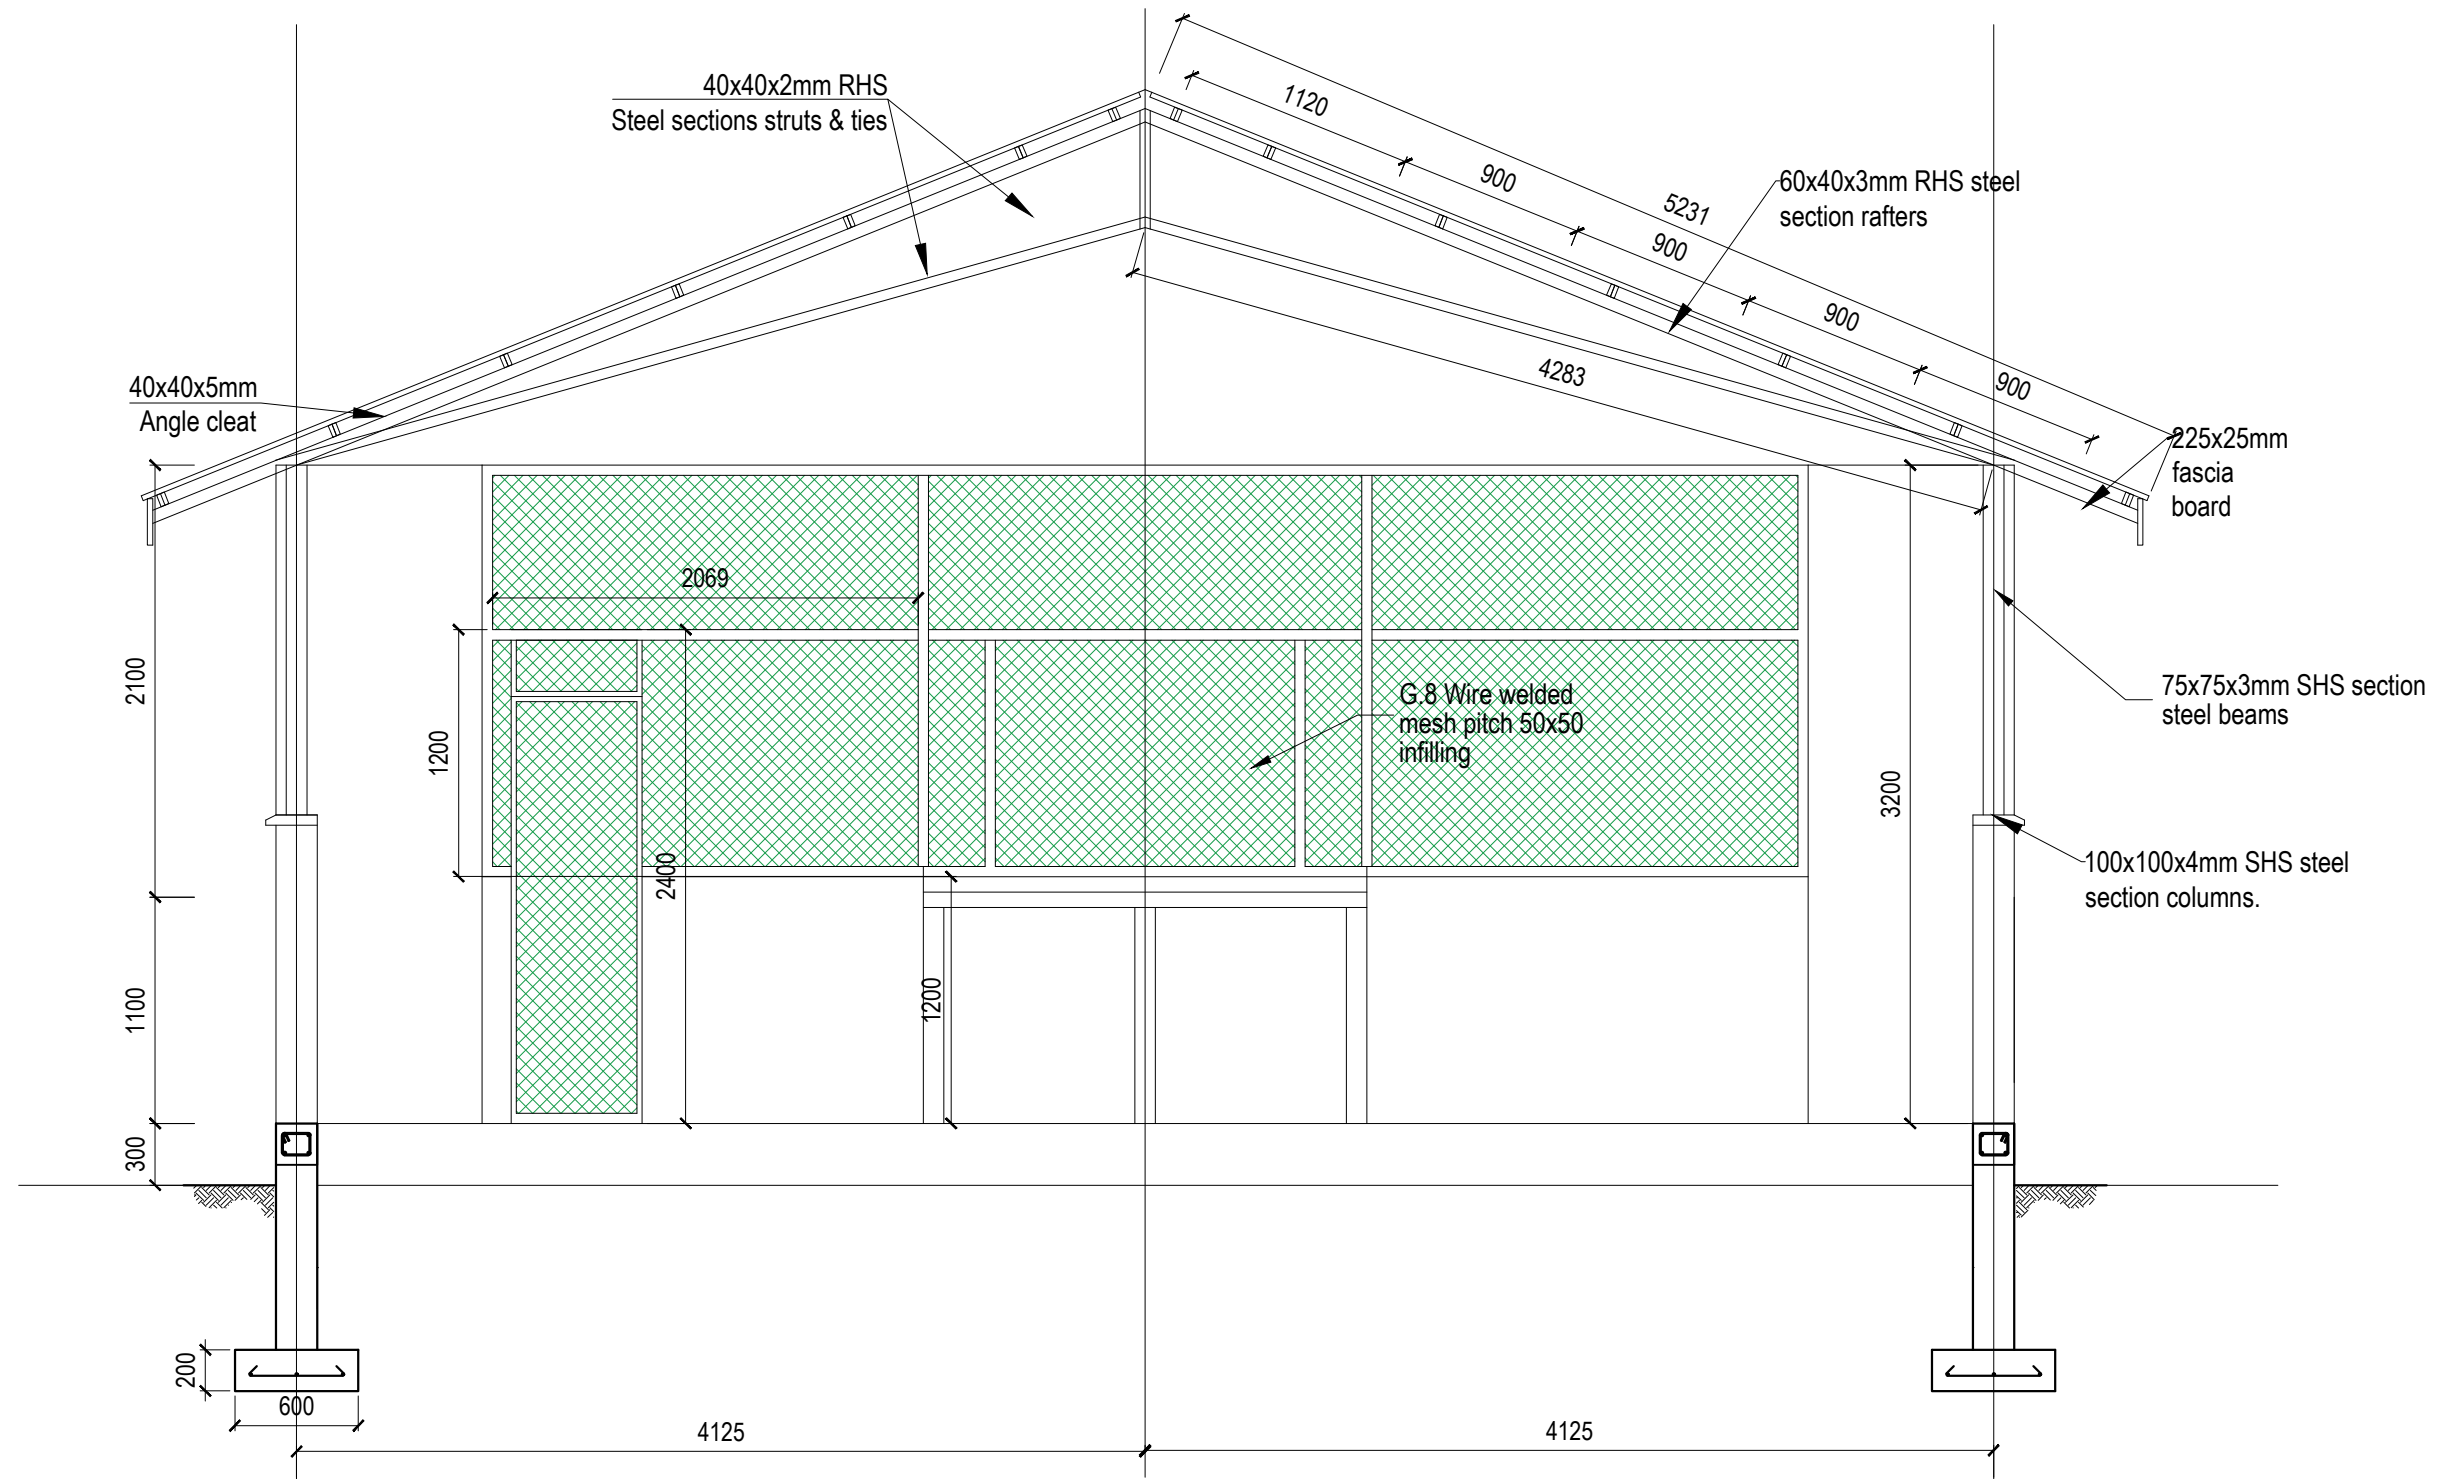 40x40x2mm RHS
Steel sections struts & ties
1120
900
5231
60x40x3mm RHS steel
section rafters
900
900
900
4283
40x40x5mm
Angle cleat
225x25mm
fascia
board
2069
2100
1200
G.8 Wire welded
mesh pitch 50x50
infilling
75x75x3mm SHS section
steel beams
3200
2400
100x100x4mm SHS steel
section columns.
1100
1200
300
200
600
4125
4125